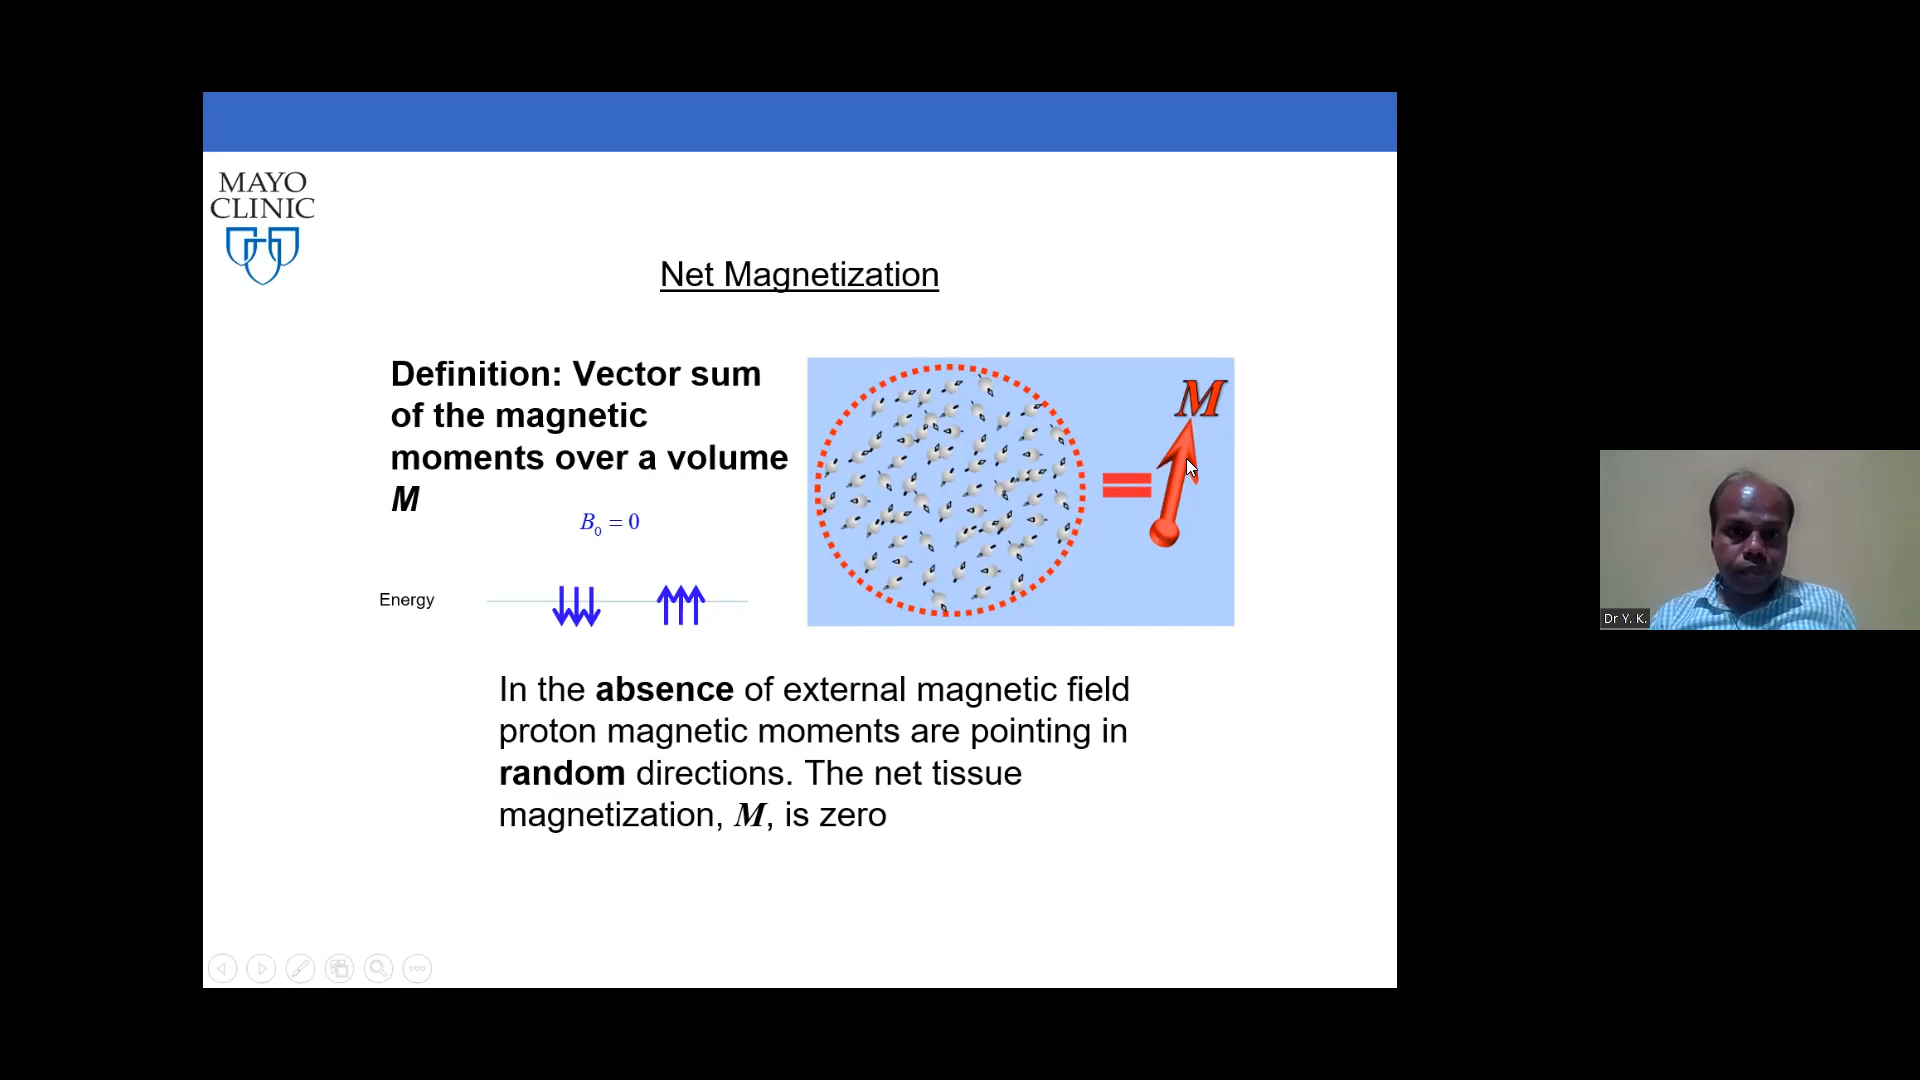 MAYO
CLINIC
Net Magnetization
Definition: Vector sum
of the magnetic
moments over a volume
M
B₀ = 0
Energy
M
In the absence of external magnetic field
proton magnetic moments are pointing in
random directions. The net tissue
magnetization, M, is zero
Dr Y. K.